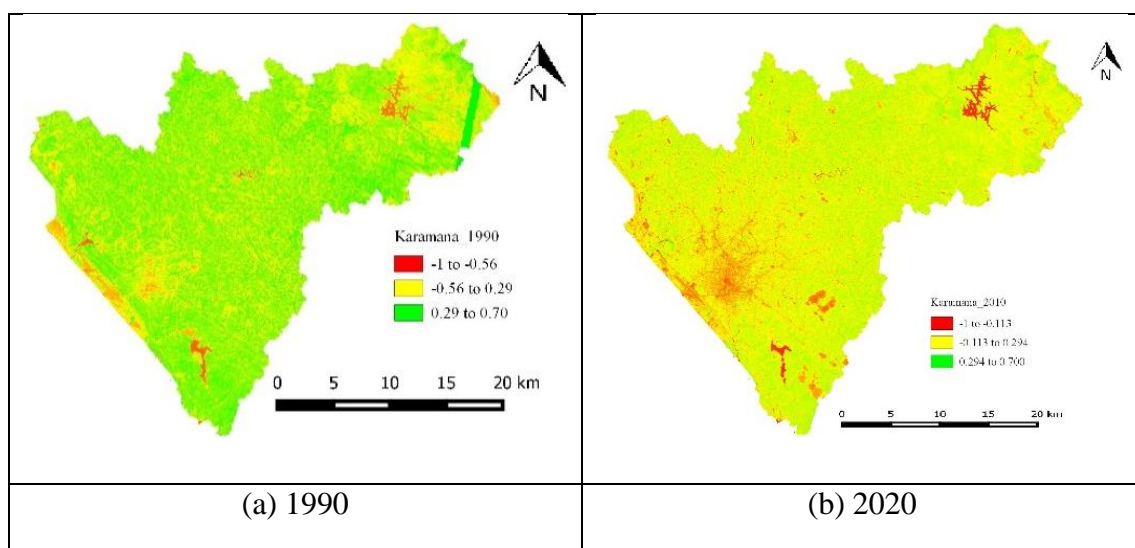 N
Karamana_1990
-1 to -0.56
-0.56 to 0.29
0.29 to 0.70
0 5 10 15 20 km
(a) 1990
N
Karamana_2010
-1 to -0.113
-0.113 to 0.294
0.294 to 0.700
0 5 10 15 20 km
(b) 2020